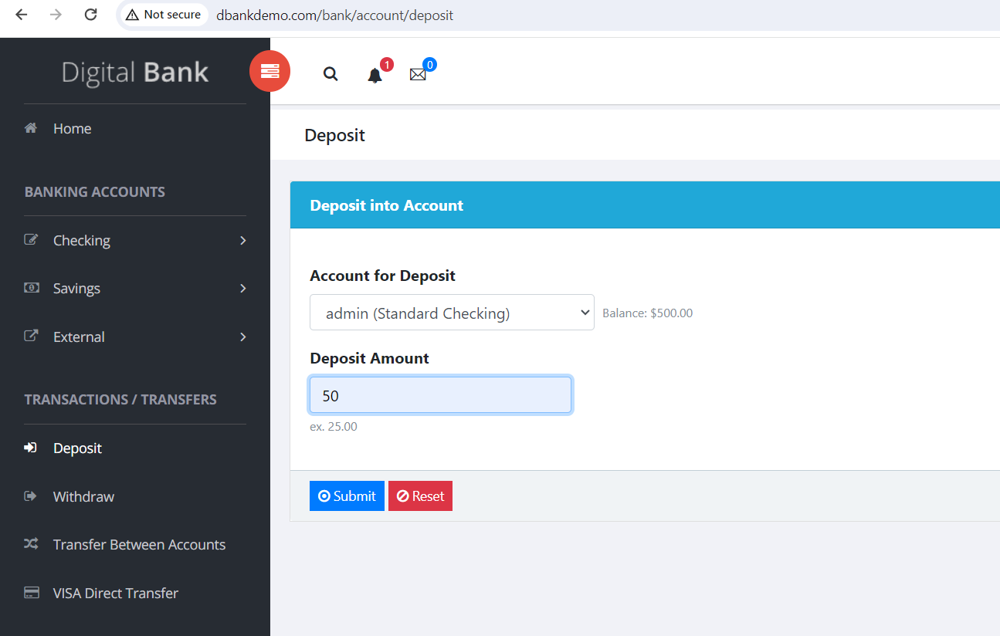 Not secure dbankdemo.com/bank/account/deposit
Digital Bank
1
0
Home
BANKING ACCOUNTS
Checking
Savings
External
TRANSACTIONS / TRANSFERS
Deposit
Withdraw
Transfer Between Accounts
VISA Direct Transfer
Deposit
Deposit into Account
Account for Deposit
admin (Standard Checking) Balance: $500.00
Deposit Amount
50
ex. 25.00
Submit Reset